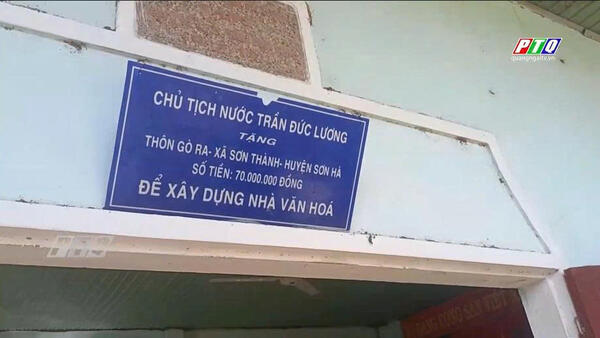 PTQ
quangngaitv.vn
CHỦ TỊCH NƯỚC TRẦN ĐỨC LƯƠNG
TẶNG
THÔN GÒ RA- XÃ SƠN THÀNH- HUYỆN SƠN HÀ
SỐ TIỀN: 70.000.000 ĐỒNG
ĐỂ XÂY DỰNG NHÀ VĂN HOÁ